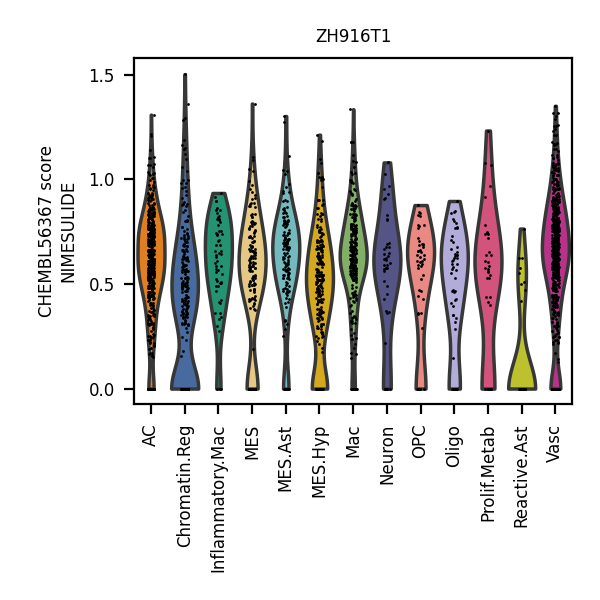 ZH916T1
CHEMBL56367 score
NIMESULIDE
1.5
1.0
0.5
0.0
AC
Chromatin.Reg
Inflammatory.Mac
MES
MES.Ast
MES.Hyp
Mac
Neuron
OPC
Oligo
Prolif.Metab
Reactive.Ast
Vasc